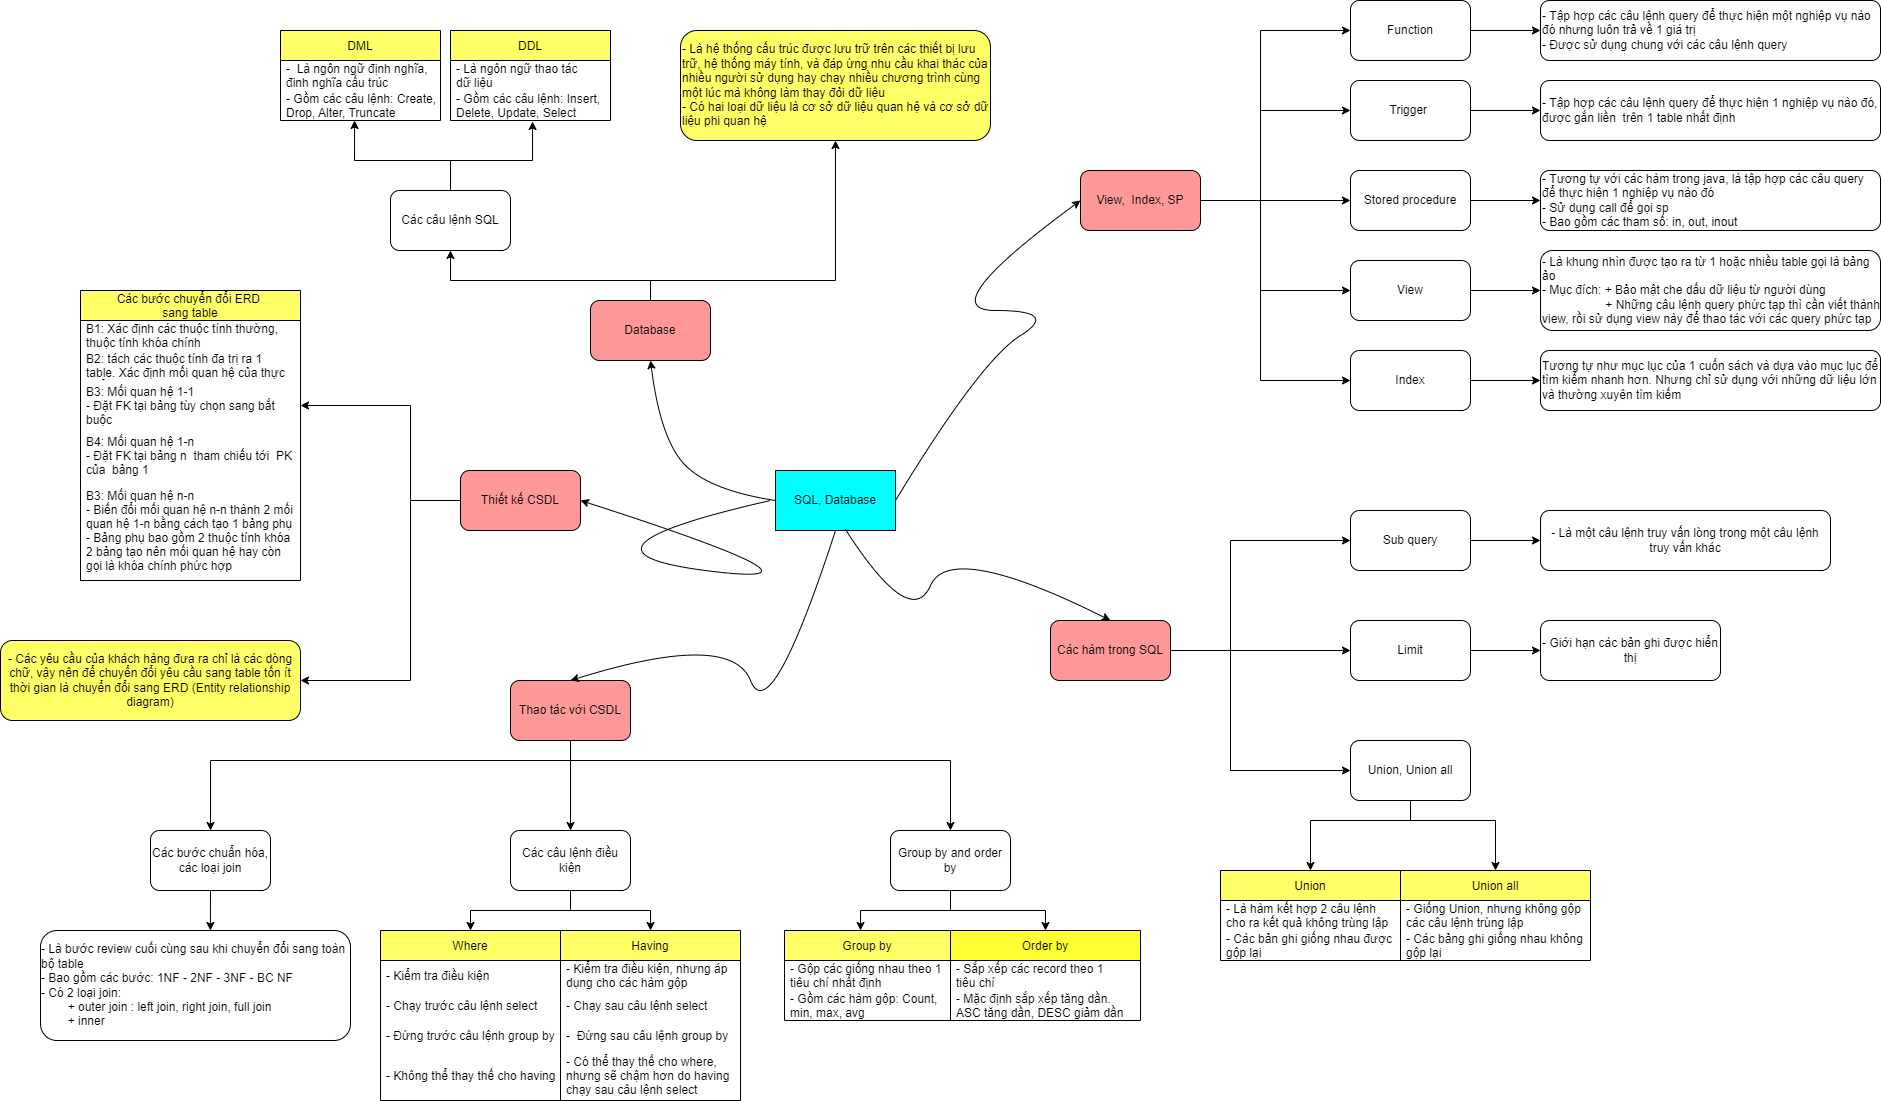 DML
- Là ngôn ngữ định nghĩa,
đinh nghĩa cấu trúc
- Gồm các câu lệnh: Create,
Drop, Alter, Truncate
DDL
- Là ngôn ngữ thao tác
dữ liệu
- Gồm các câu lệnh: Insert,
Delete, Update, Select
- Là hệ thống cấu trúc được lưu trữ trên các thiết bị lưu
trữ, hệ thống máy tính, và đáp ứng nhu cầu khai thác của
nhiều người sử dụng hay chạy nhiều chương trình cùng
một lúc mà không làm thay đổi dữ liệu
- Có hai loại dữ liệu là cơ sở dữ liệu quan hệ và cơ sở dữ
liệu phi quan hệ
Các câu lệnh SQL
Database
Các bước chuyển đổi ERD
sang table
B1: Xác định các thuộc tính thường,
thuộc tính khóa chính
B2: tách các thuộc tính đa trị ra 1
table. Xác định mối quan hệ của thực
B3: Mối quan hệ 1-1
- Đặt FK tại bảng tùy chọn sang bắt
buộc
B4: Mối quan hệ 1-n
- Đặt FK tại bảng n tham chiếu tới PK
của bảng 1
B3: Mối quan hệ n-n
- Biến đổi mối quan hệ n-n thành 2 mối
quan hệ 1-n bằng cách tạo 1 bảng phụ
- Bảng phụ bao gồm 2 thuộc tính khóa
2 bảng tạo nên mối quan hệ hay còn
gọi là khóa chính phức hợp
Thiết kế CSDL
- Các yêu cầu của khách hàng đưa ra chỉ là các dòng
chữ, vậy nên để chuyển đổi yêu cầu sang table tốn ít
thời gian là chuyển đổi sang ERD (Entity relationship
diagram)
SQL, Database
View, Index, SP
Function
- Tập hợp các câu lệnh query để thực hiện một nghiệp vụ nào
đó nhưng luôn trả về 1 giá trị
- Được sử dụng chung với các câu lệnh query
Trigger
- Tập hợp các câu lệnh query để thực hiện 1 nghiệp vụ nào đó,
được gắn liền trên 1 table nhất định
Stored procedure
- Tương tự với các hàm trong java, là tập hợp các câu query
để thực hiện 1 nghiệp vụ nào đó
- Sử dụng call để gọi sp
- Bao gồm các tham số: in, out, inout
View
- Là khung nhìn được tạo ra từ 1 hoặc nhiều table gọi là bảng
ảo
- Mục đích: + Bảo mật che dấu dữ liệu từ người dùng
+ Những câu lệnh query phức tạp thì cần viết thành
view, rồi sử dụng view này để thao tác với các query phức tạp
Index
Tương tự như mục lục của 1 cuốn sách và dựa vào mục lục để
tìm kiếm nhanh hơn. Nhưng chỉ sử dụng với những dữ liệu lớn
và thường xuyên tìm kiếm
Các hàm trong SQL
Sub query
- Là một câu lệnh truy vấn lòng trong một câu lệnh
truy vấn khác
Limit
- Giới hạn các bản ghi được hiển
thị
Union, Union all
Union
- Là hàm kết hợp 2 câu lệnh
cho ra kết quả không trùng lập
- Các bản ghi giống nhau được
gộp lại
Union all
- Giống Union, nhưng không gộp
các câu lệnh trùng lập
- Các bảng ghi giống nhau không
gộp lại
Thao tác với CSDL
Các bước chuẩn hóa,
các loại join
- Là bước review cuối cùng sau khi chuyển đổi sang toàn
bộ table
- Bao gồm các bước: 1NF - 2NF - 3NF - BC NF
- Có 2 loại join:
+ outer join : left join, right join, full join
+ inner
Các câu lệnh điều
kiện
Where
- Kiểm tra điều kiện
- Chạy trước câu lệnh select
- Đứng trước câu lệnh group by
- Không thể thay thế cho having
Having
- Kiểm tra điều kiện, nhưng áp
dụng cho các hàm gộp
- Chạy sau câu lệnh select
- Đứng sau câu lệnh group by
- Có thể thay thế cho where,
nhưng sẽ chậm hơn do having
chạy sau câu lệnh select
Group by and order
by
Group by
- Gộp các giống nhau theo 1
tiêu chí nhất định
- Gồm các hàm gộp: Count,
min, max, avg
Order by
- Sắp xếp các record theo 1
tiêu chí
- Mặc định sắp xếp tăng dần.
ASC tăng dần, DESC giảm dần